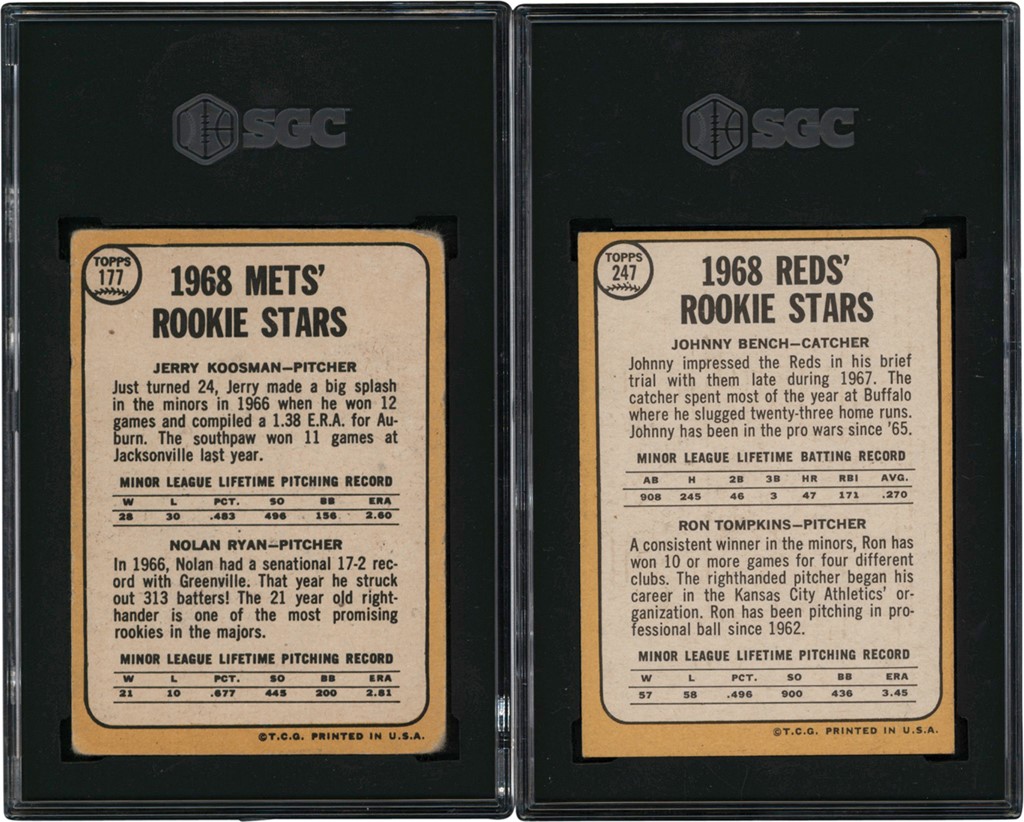 SGC
TOPPS
177
1968 METS'
ROOKIE STARS
JERRY KOOSMAN—PITCHER
Just turned 24, Jerry made a big splash
in the minors in 1966 when he won 12
games and compiled a 1.38 E.R.A. for Au-
burn. The southpaw won 11 games at
Jacksonville last year.
MINOR LEAGUE LIFETIME PITCHING RECORD
W L PCT. SO BB ERA
28 30 .483 496 156 2.60
NOLAN RYAN—PITCHER
In 1966, Nolan had a senational 17-2 rec-
ord with Greenville. That year he struck
out 313 batters! The 21 year old right-
hander is one of the most promising
rookies in the majors.
MINOR LEAGUE LIFETIME PITCHING RECORD
W L PCT. SO BB ERA
21 10 .677 445 200 2.81
©T.C.G. PRINTED IN U.S.A.
SGC
TOPPS
247
1968 REDS'
ROOKIE STARS
JOHNNY BENCH—CATCHER
Johnny impressed the Reds in his brief
trial with them late during 1967. The
catcher spent most of the year at Buffalo
where he slugged twenty-three home runs.
Johnny has been in the pro wars since '65.
MINOR LEAGUE LIFETIME BATTING RECORD
AB H 2B 3B HR RBI AVG.
908 245 46 3 47 171 .270
RON TOMPKINS—PITCHER
A consistent winner in the minors, Ron has
won 10 or more games for four different
clubs. The righthanded pitcher began his
career in the Kansas City Athletics' or-
ganization. Ron has been pitching in pro-
fessional ball since 1962.
MINOR LEAGUE LIFETIME PITCHING RECORD
W L PCT. SO BB ERA
57 58 .496 900 436 3.45
©T.C.G. PRINTED IN U.S.A.